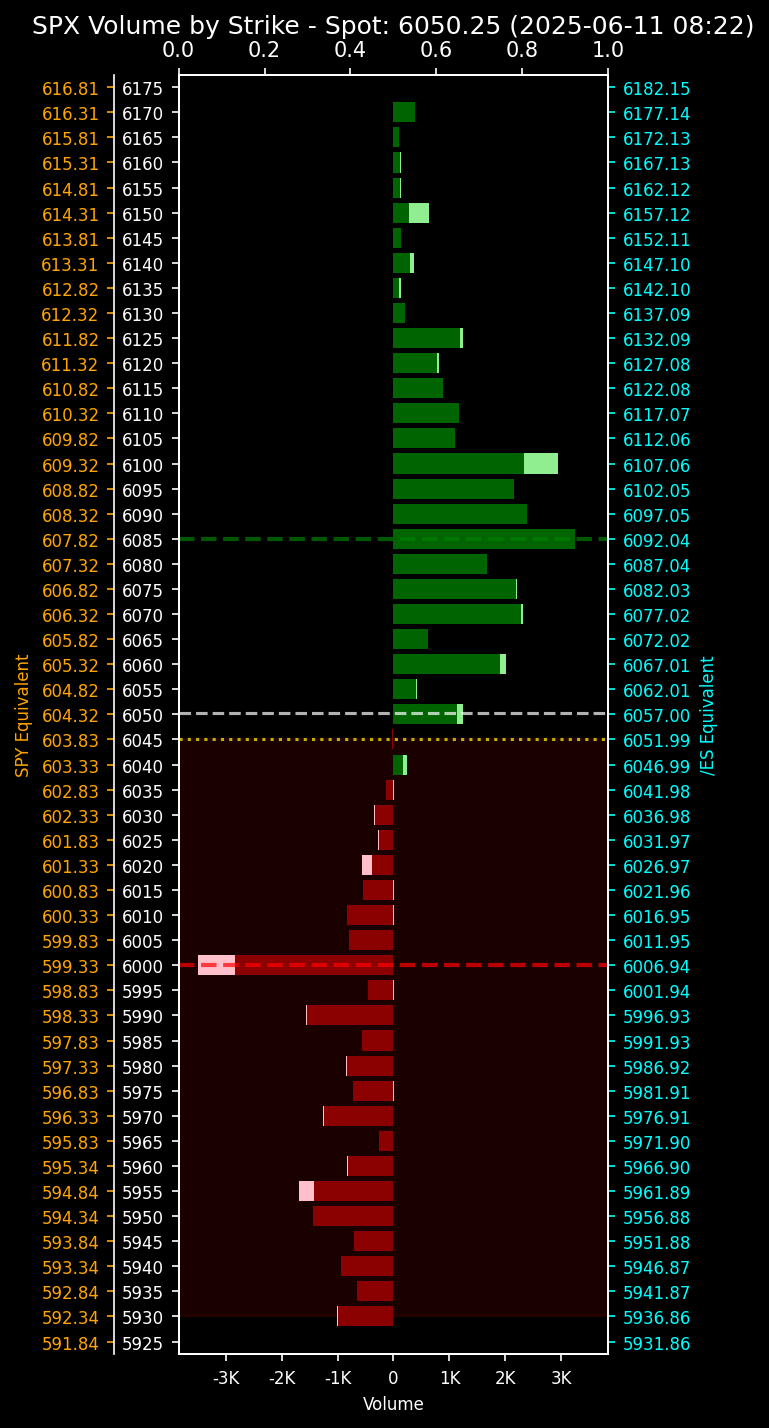 SPX Volume by Strike - Spot: 6050.25 (2025-06-11 08:22)
0.0 0.2 0.4 0.6 0.8 1.0
616.81 6175 6182.15
616.31 6170 6177.14
615.81 6165 6172.13
615.31 6160 6167.13
614.81 6155 6162.12
614.31 6150 6157.12
613.81 6145 6152.11
613.31 6140 6147.10
612.82 6135 6142.10
612.32 6130 6137.09
611.82 6125 6132.09
611.32 6120 6127.08
610.82 6115 6122.08
610.32 6110 6117.07
609.82 6105 6112.06
609.32 6100 6107.06
608.82 6095 6102.05
608.32 6090 6097.05
607.82 6085 6092.04
607.32 6080 6087.04
606.82 6075 6082.03
606.32 6070 6077.02
605.82 6065 6072.02
605.32 6060 6067.01
604.82 6055 6062.01
604.32 6050 6057.00
603.83 6045 6051.99
603.33 6040 6046.99
602.83 6035 6041.98
602.33 6030 6036.98
601.83 6025 6031.97
601.33 6020 6026.97
600.83 6015 6021.96
600.33 6010 6016.95
599.83 6005 6011.95
599.33 6000 6006.94
598.83 5995 6001.94
598.33 5990 5996.93
597.83 5985 5991.93
597.33 5980 5986.92
596.83 5975 5981.91
596.33 5970 5976.91
595.83 5965 5971.90
595.34 5960 5966.90
594.84 5955 5961.89
594.34 5950 5956.88
593.84 5945 5951.88
593.34 5940 5946.87
592.84 5935 5941.87
592.34 5930 5936.86
591.84 5925 5931.86
SPY Equivalent
/ES Equivalent
-3K -2K -1K 0 1K 2K 3K
Volume